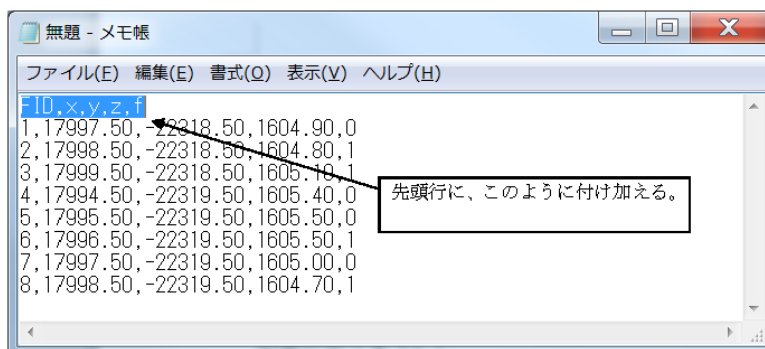 無題 - メモ帳
ファイル(F) 編集(E) 書式(O) 表示(V) ヘルプ(H)
FID,x,y,z,f
1,17997.50,-22318.50,1604.90,0
2,17998.50,-22318.50,1604.80,1
3,17999.50,-22318.50,1605.10,1
4,17994.50,-22319.50,1605.40,0
5,17995.50,-22319.50,1605.50,0
6,17996.50,-22319.50,1605.50,1
7,17997.50,-22319.50,1605.00,0
8,17998.50,-22319.50,1604.70,1
先頭行に、このように付け加える。